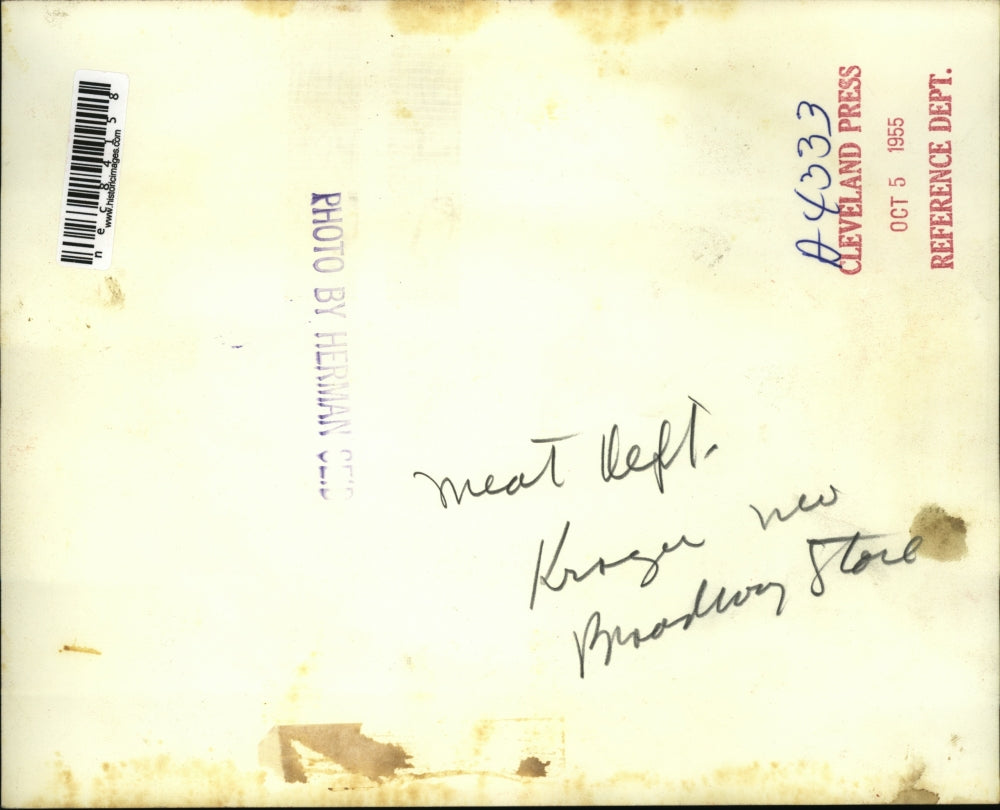 nec84158
www.historicimages.com
PHOTO BY HERMAN
A4333
CLEVELAND PRESS
OCT 5 1955
REFERENCE DEPT.
Meat Dept.
Kroger new
Broadway Store